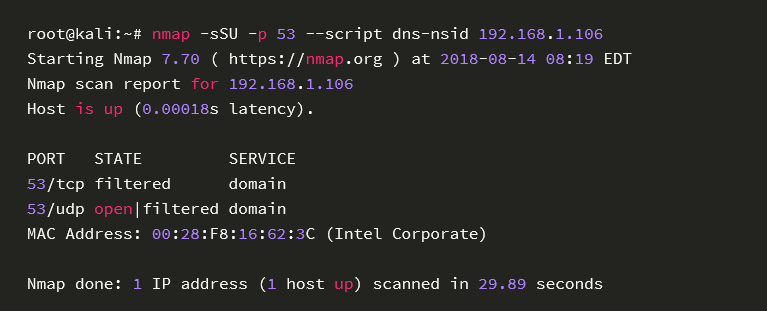 root@kali:~# nmap -sSU -p 53 --script dns-nsid 192.168.1.106
Starting Nmap 7.70 ( https://nmap.org ) at 2018-08-14 08:19 EDT
Nmap scan report for 192.168.1.106
Host is up (0.00018s latency).
PORT   STATE         SERVICE
53/tcp filtered      domain
53/udp open|filtered domain
MAC Address: 00:28:F8:16:62:3C (Intel Corporate)
Nmap done: 1 IP address (1 host up) scanned in 29.89 seconds